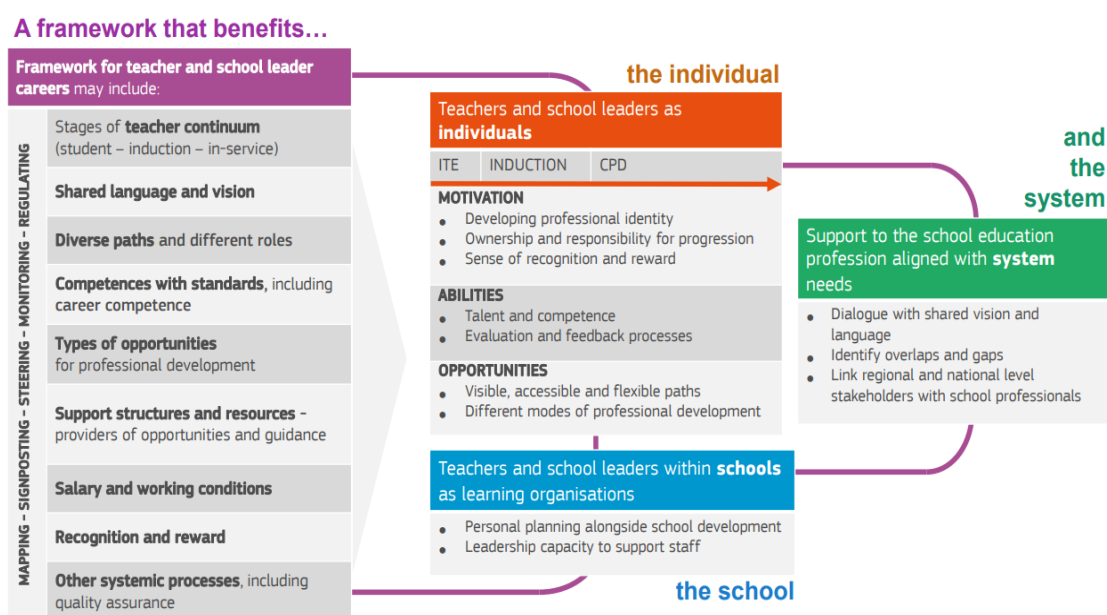 A framework that benefits…
Framework for teacher and school leader
careers may include:
MAPPING – SIGNPOSTING – STEERING – MONITORING – REGULATING
Stages of teacher continuum
(student – induction – in-service)
Shared language and vision
Diverse paths and different roles
Competences with standards, including
career competence
Types of opportunities
for professional development
Support structures and resources -
providers of opportunities and guidance
Salary and working conditions
Recognition and reward
Other systemic processes, including
quality assurance
the individual
Teachers and school leaders as
individuals
ITE INDUCTION CPD
MOTIVATION
• Developing professional identity
• Ownership and responsibility for progression
• Sense of recognition and reward
ABILITIES
• Talent and competence
• Evaluation and feedback processes
OPPORTUNITIES
• Visible, accessible and flexible paths
• Different modes of professional development
Teachers and school leaders within schools
as learning organisations
• Personal planning alongside school development
• Leadership capacity to support staff
the school
and
the
system
Support to the school education
profession aligned with system
needs
• Dialogue with shared vision and
language
• Identify overlaps and gaps
• Link regional and national level
stakeholders with school professionals